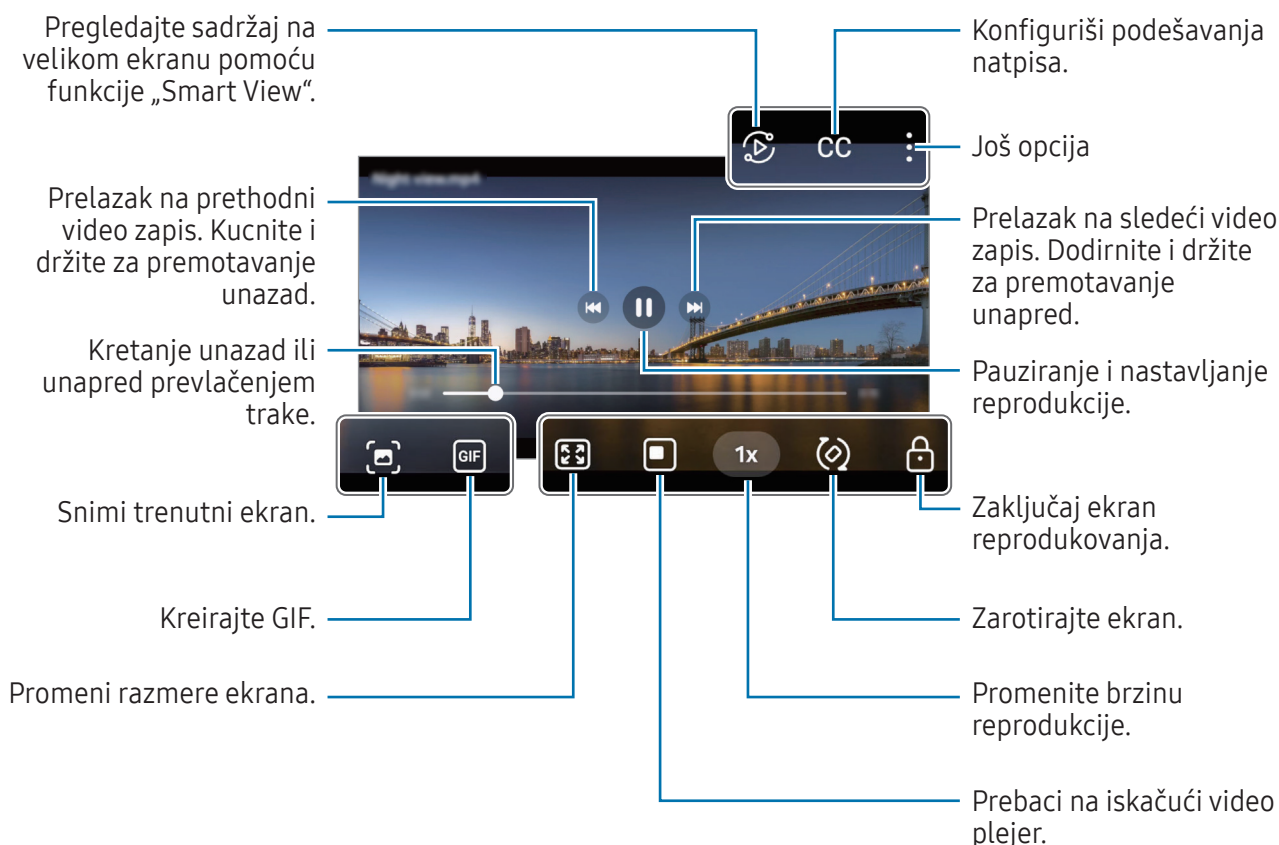 Pregledajte sadržaj na
velikom ekranu pomoću
funkcije „Smart View“.
Konfiguriši podešavanja
natpisa.
CC
Još opcija
Night view.mp4
Prelazak na prethodni
video zapis. Kucnite i
držite za premotavanje
unazad.
Prelazak na sledeći video
zapis. Dodirnite i držite
za premotavanje
unapred.
Kretanje unazad ili
unapred prevlačenjem
trake.
Pauziranje i nastavljanje
reprodukcije.
GIF
1x
Snimi trenutni ekran.
Zaključaj ekran
reprodukovanja.
Kreirajte GIF.
Zarotirajte ekran.
Promeni razmere ekrana.
Promenite brzinu
reprodukcije.
Prebaci na iskačući video
plejer.